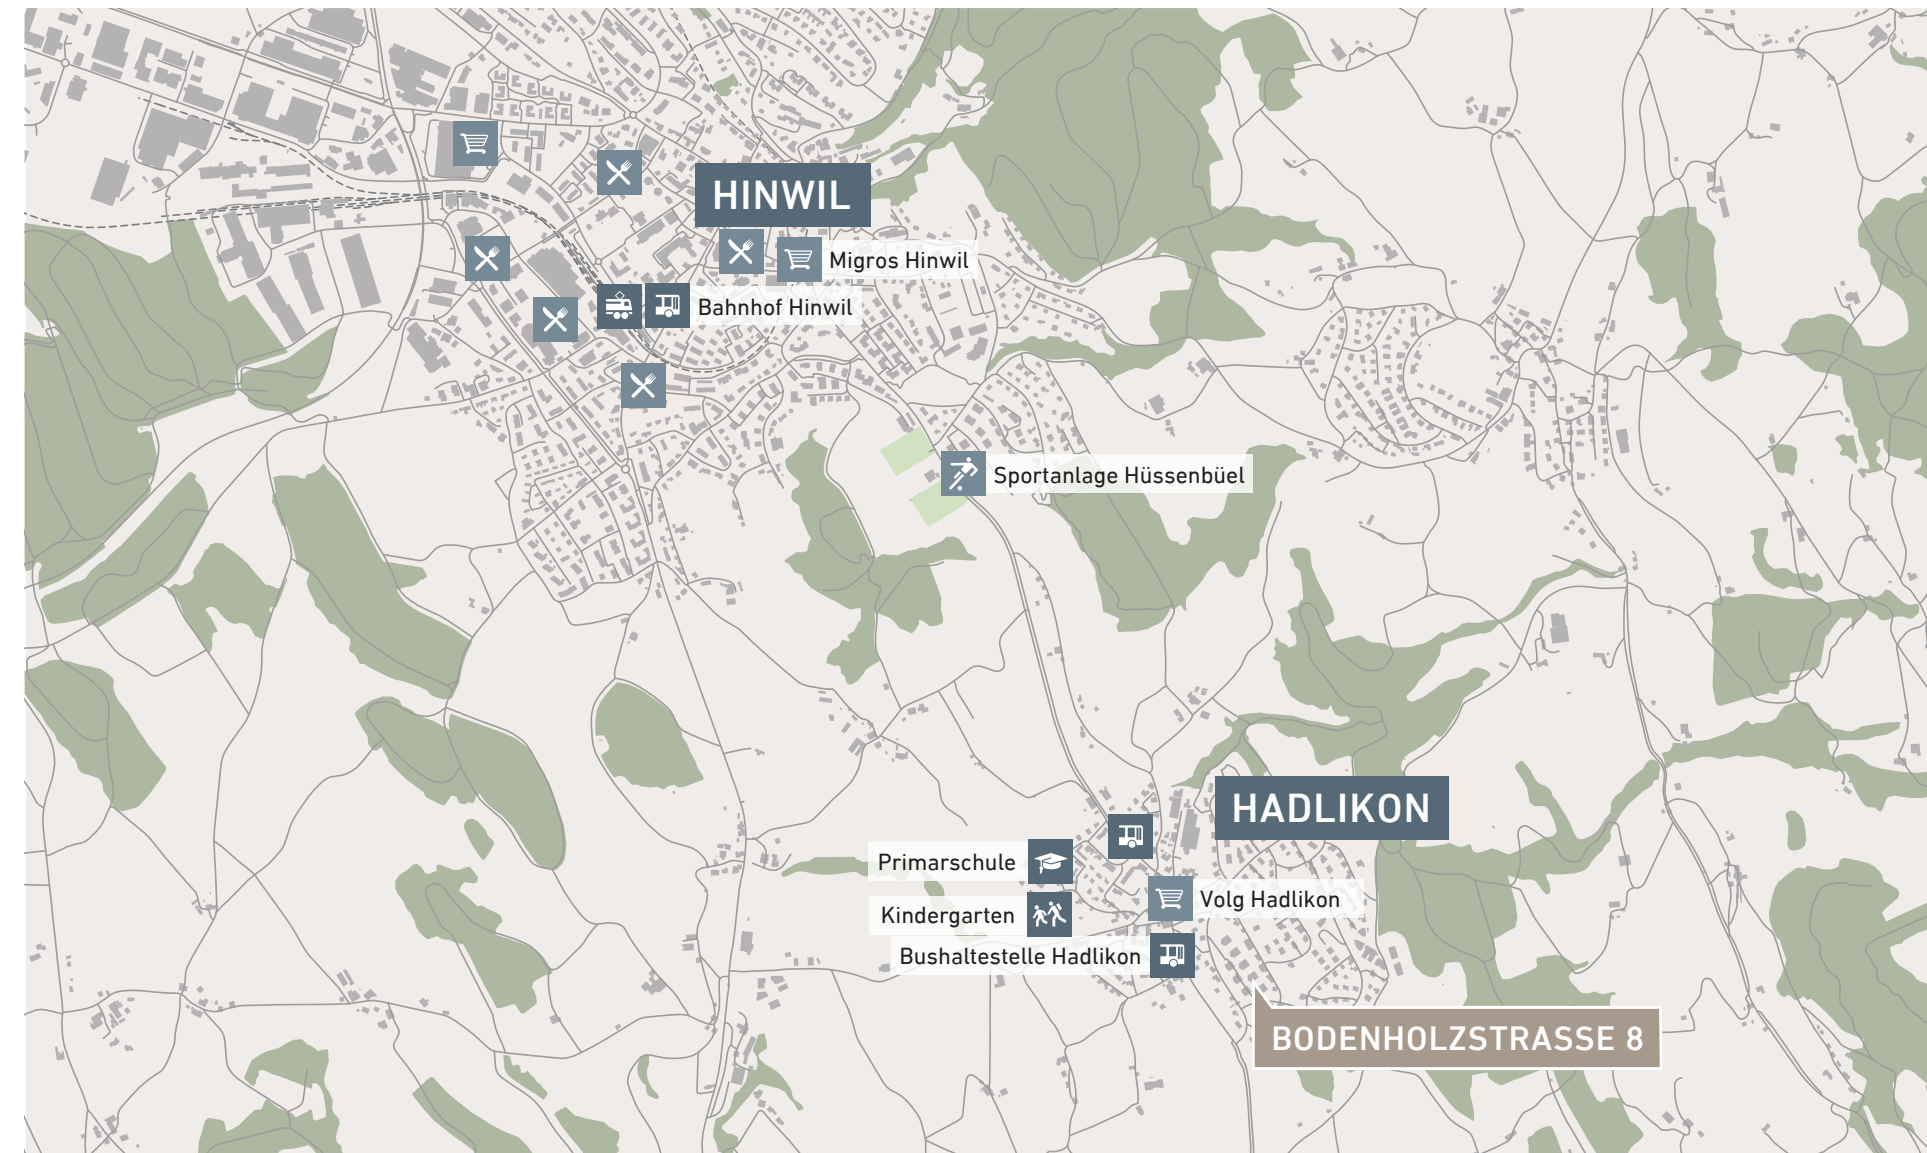 HINWIL
Migros Hinwil
Bahnhof Hinwil
Sportanlage Hüssenbüel
HADLIKON
Primarschule
Volg Hadlikon
Kindergarten
Bushaltestelle Hadlikon
BODENHOLZSTRASSE 8